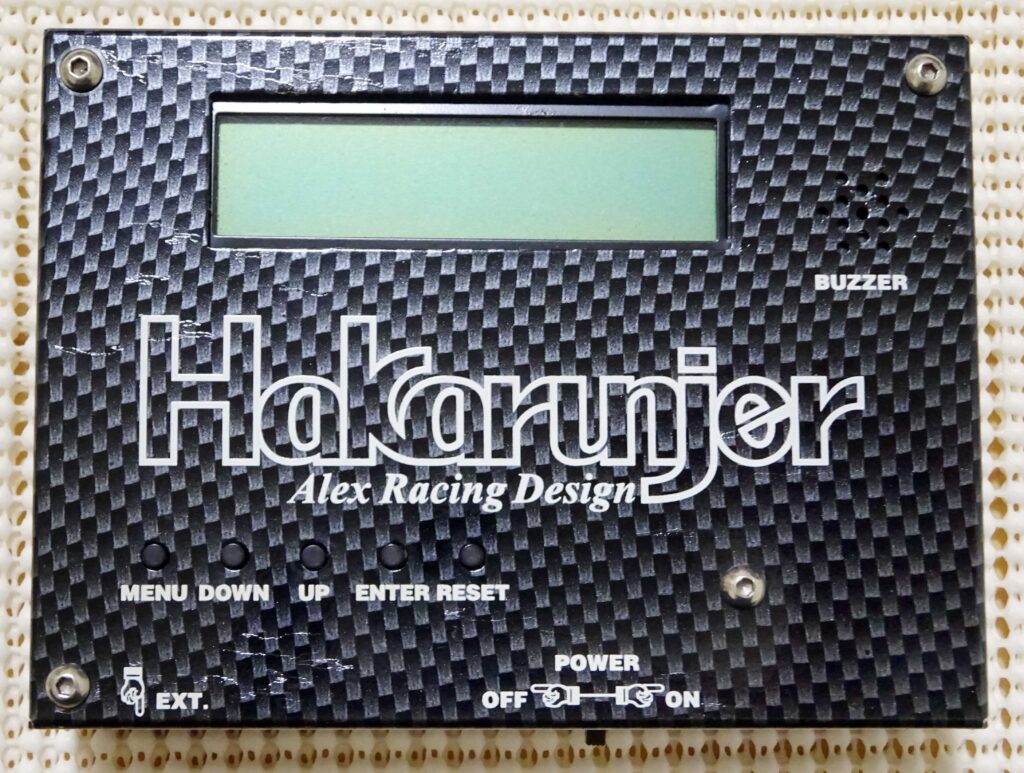 BUZZER
Hakarunjer
Alex Racing Design
MENU DOWN UP ENTER RESET
POWER
EXT. OFF ON